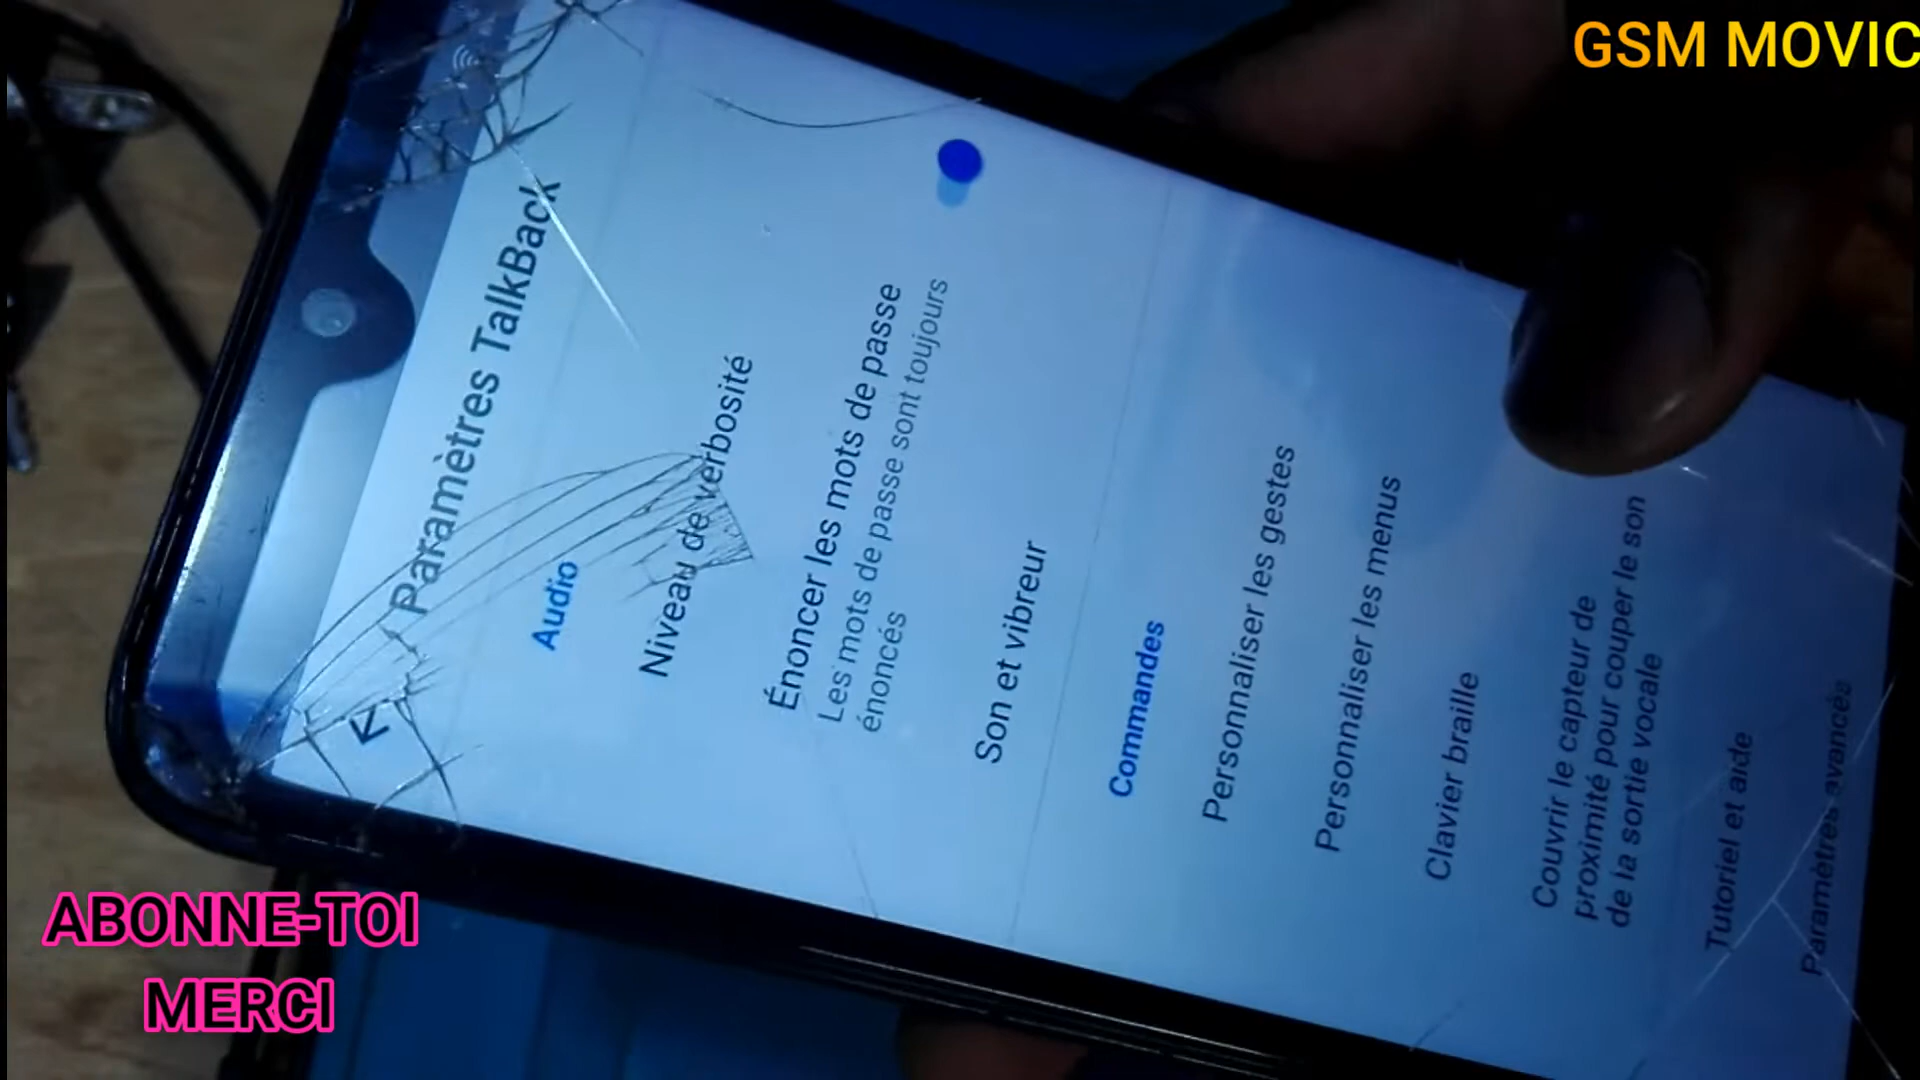 GSM MOVIC
Paramètres TalkBack
Audio
Niveau de verbosité
Énoncer les mots de passe
Les mots de passe sont toujours
énoncés
Son et vibreur
Commandes
Personnaliser les gestes
Personnaliser les menus
Clavier braille
Couvrir le capteur de
proximité pour couper le son
de la sortie vocale
Tutoriel et aide
Paramètres avancés
ABONNE-TOI
MERCI